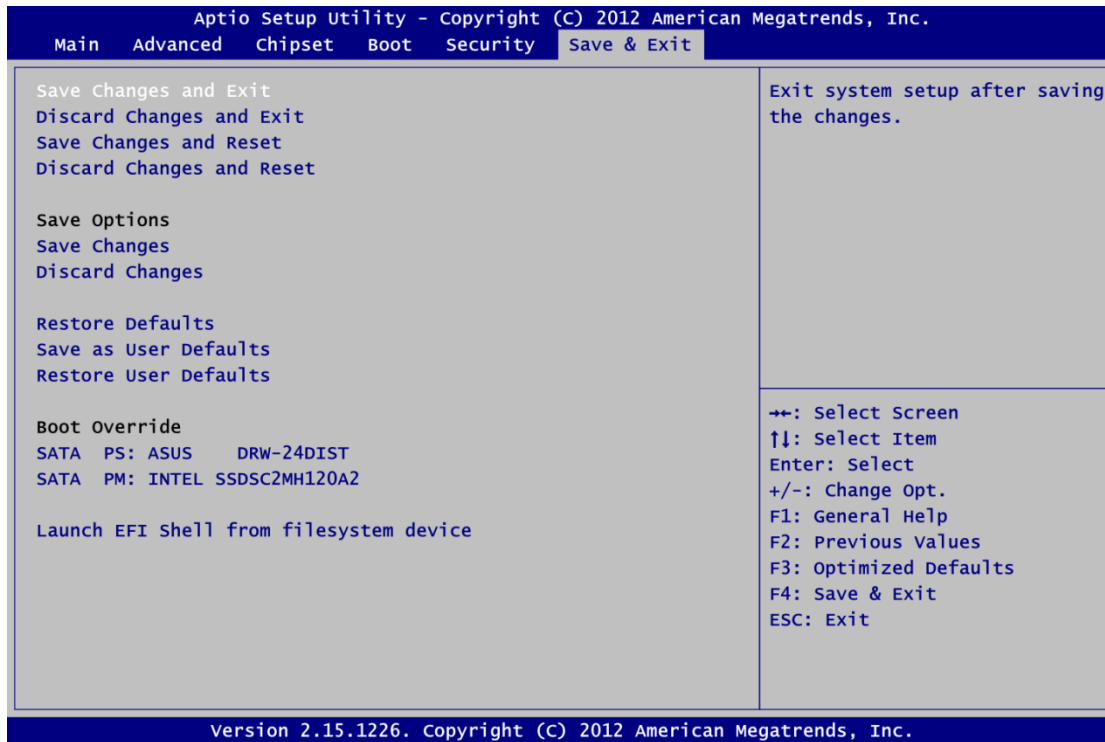 Aptio Setup Utility – Copyright (C) 2012 American Megatrends, Inc.
Main Advanced Chipset Boot Security Save & Exit
Save Changes and Exit
Discard Changes and Exit
Save Changes and Reset
Discard Changes and Reset
Save Options
Save Changes
Discard Changes
Restore Defaults
Save as User Defaults
Restore User Defaults
Boot Override
SATA PS: ASUS DRW-24DIST
SATA PM: INTEL SSDSC2MH120A2
Launch EFI Shell from filesystem device
Exit system setup after saving
the changes.
→←: Select Screen
↑↓: Select Item
Enter: Select
+/-: Change Opt.
F1: General Help
F2: Previous Values
F3: Optimized Defaults
F4: Save & Exit
ESC: Exit
Version 2.15.1226. Copyright (C) 2012 American Megatrends, Inc.